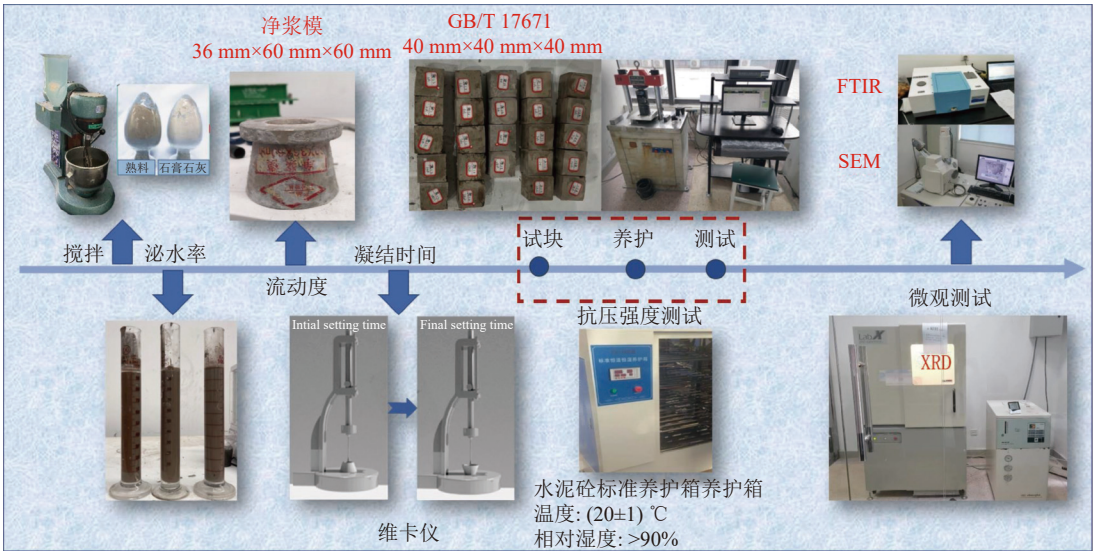 净浆模
36 mm×60 mm×60 mm
GB/T 17671
40 mm×40 mm×40 mm
FTIR
SEM
熟料
石膏石灰
搅拌
泌水率
流动度
凝结时间
试块
养护
测试
抗压强度测试
微观测试
Intial setting time
Final setting time
维卡仪
水泥砼标准养护箱养护箱
温度: (20±1) ℃
相对湿度: >90%
XRD